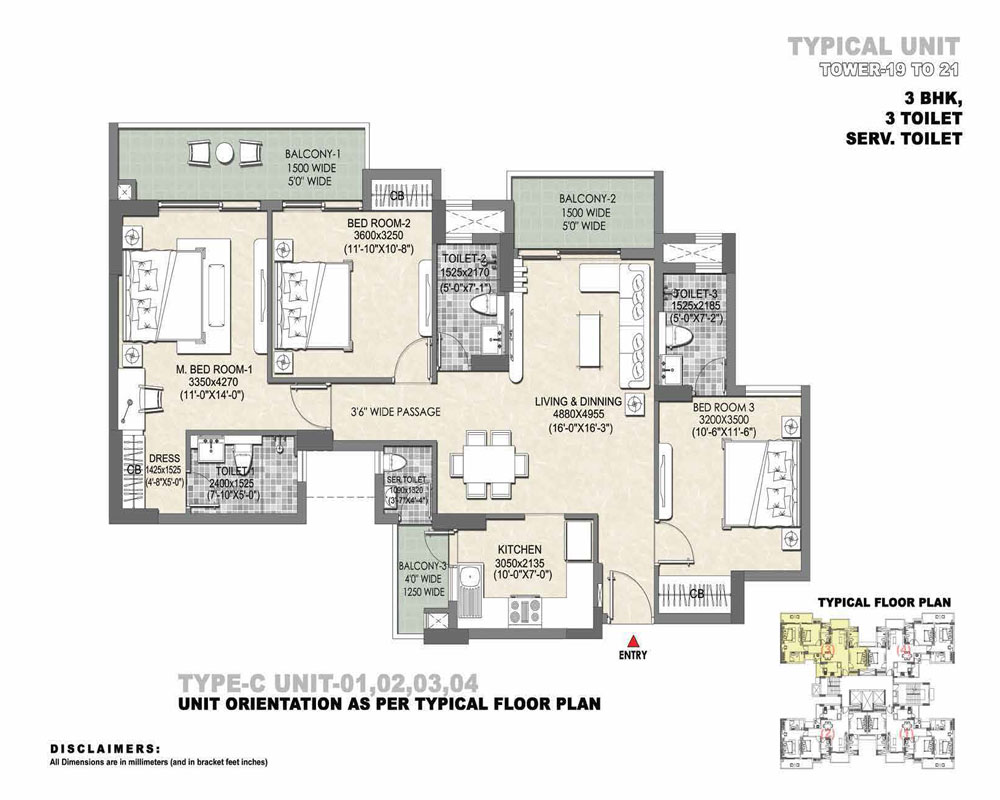 TYPICAL UNIT
TOWER-19 TO 21
3 BHK,
3 TOILET
SERV. TOILET
BALCONY-1
1500 WIDE
5'0" WIDE
CB
BALCONY-2
1500 WIDE
5'0" WIDE
BED ROOM-2
3600x3250
(11'-10"X10'-8")
TOILET-2
1525x2170
(5'-0"x7'-1")
TOILET-3
1525x2185
(5'-0"X7'-2")
M. BED ROOM-1
3350x4270
(11'-0"X14'-0")
3'6" WIDE PASSAGE
LIVING & DINNING
4880X4955
(16'-0"X16'-3")
BED ROOM 3
3200X3500
(10'-6"X11'-6")
DRESS
1425x1525
(4'-8"X5'-0")
CB
TOILET-1
2400x1525
(7'-10"X5'-0")
SER.TOILET
1090x1320
(3'-7"X4'-4")
KITCHEN
3050x2135
(10'-0"X7'-0")
BALCONY-3
4'0" WIDE
1250 WIDE
CB
ENTRY
TYPICAL FLOOR PLAN
(3)
(4)
(2)
(1)
TYPE-C UNIT-01,02,03,04
UNIT ORIENTATION AS PER TYPICAL FLOOR PLAN
DISCLAIMERS:
All Dimensions are in millimeters (and in bracket feet inches)